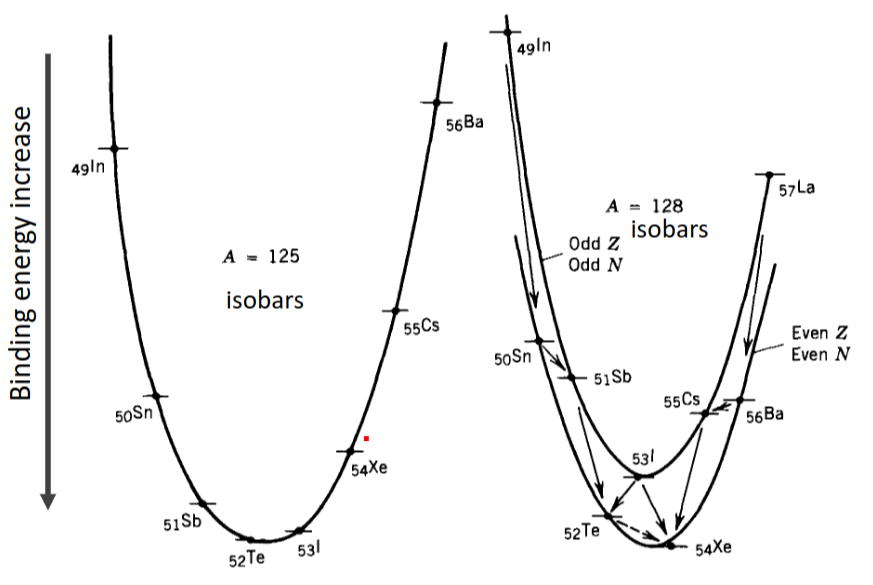 Binding energy increase
49In
50Sn
51Sb
52Te
53I
54Xe
55Cs
56Ba
A = 125
isobars
49In
50Sn
51Sb
52Te
53I
54Xe
55Cs
56Ba
57La
A = 128
isobars
Odd Z
Odd N
Even Z
Even N